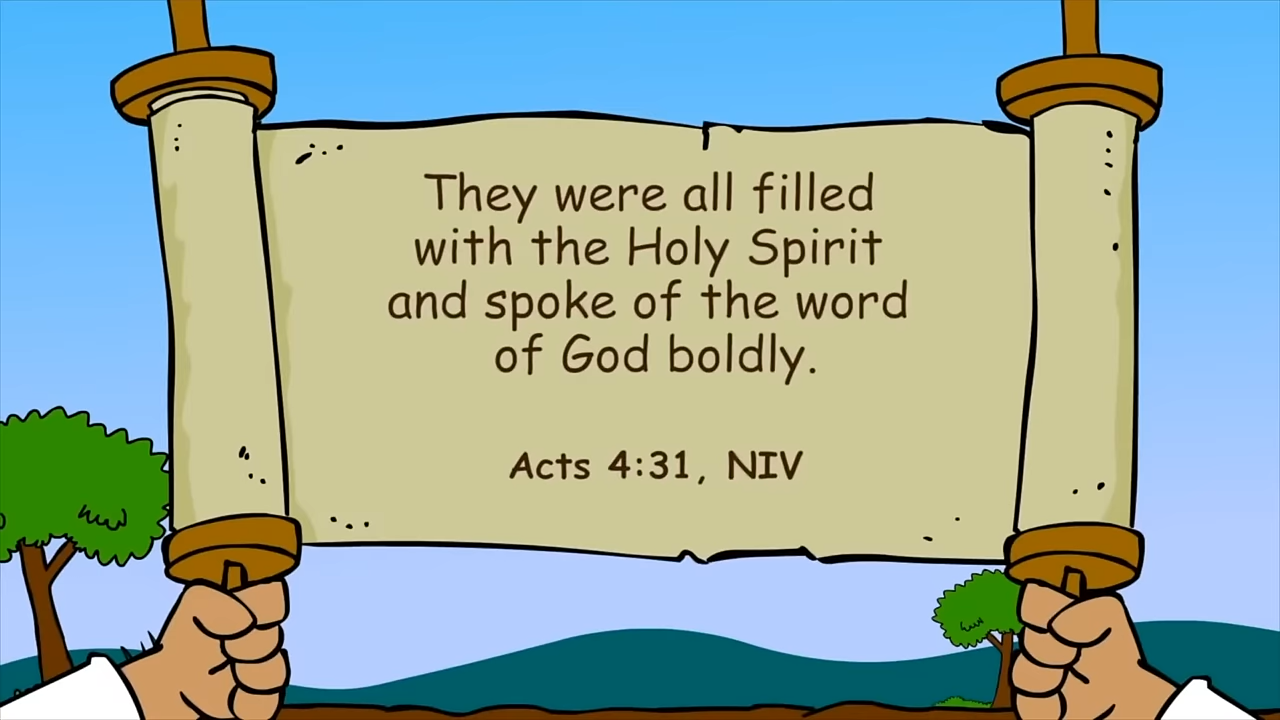 They were all filled
with the Holy Spirit
and spoke of the word
of God boldly.
Acts 4:31, NIV